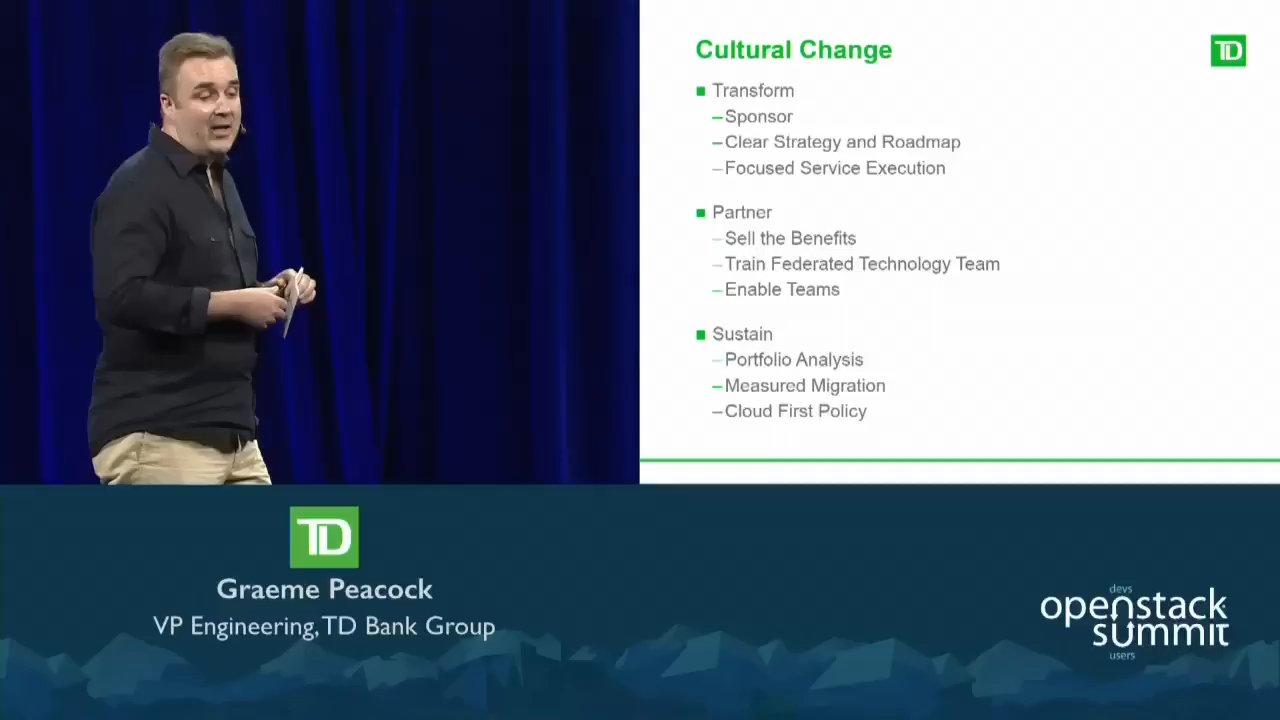 Cultural Change
TD
Transform
–Sponsor
–Clear Strategy and Roadmap
–Focused Service Execution
Partner
–Sell the Benefits
–Train Federated Technology Team
–Enable Teams
Sustain
–Portfolio Analysis
–Measured Migration
–Cloud First Policy
TD
Graeme Peacock
VP Engineering, TD Bank Group
devs
openstack
summit
users